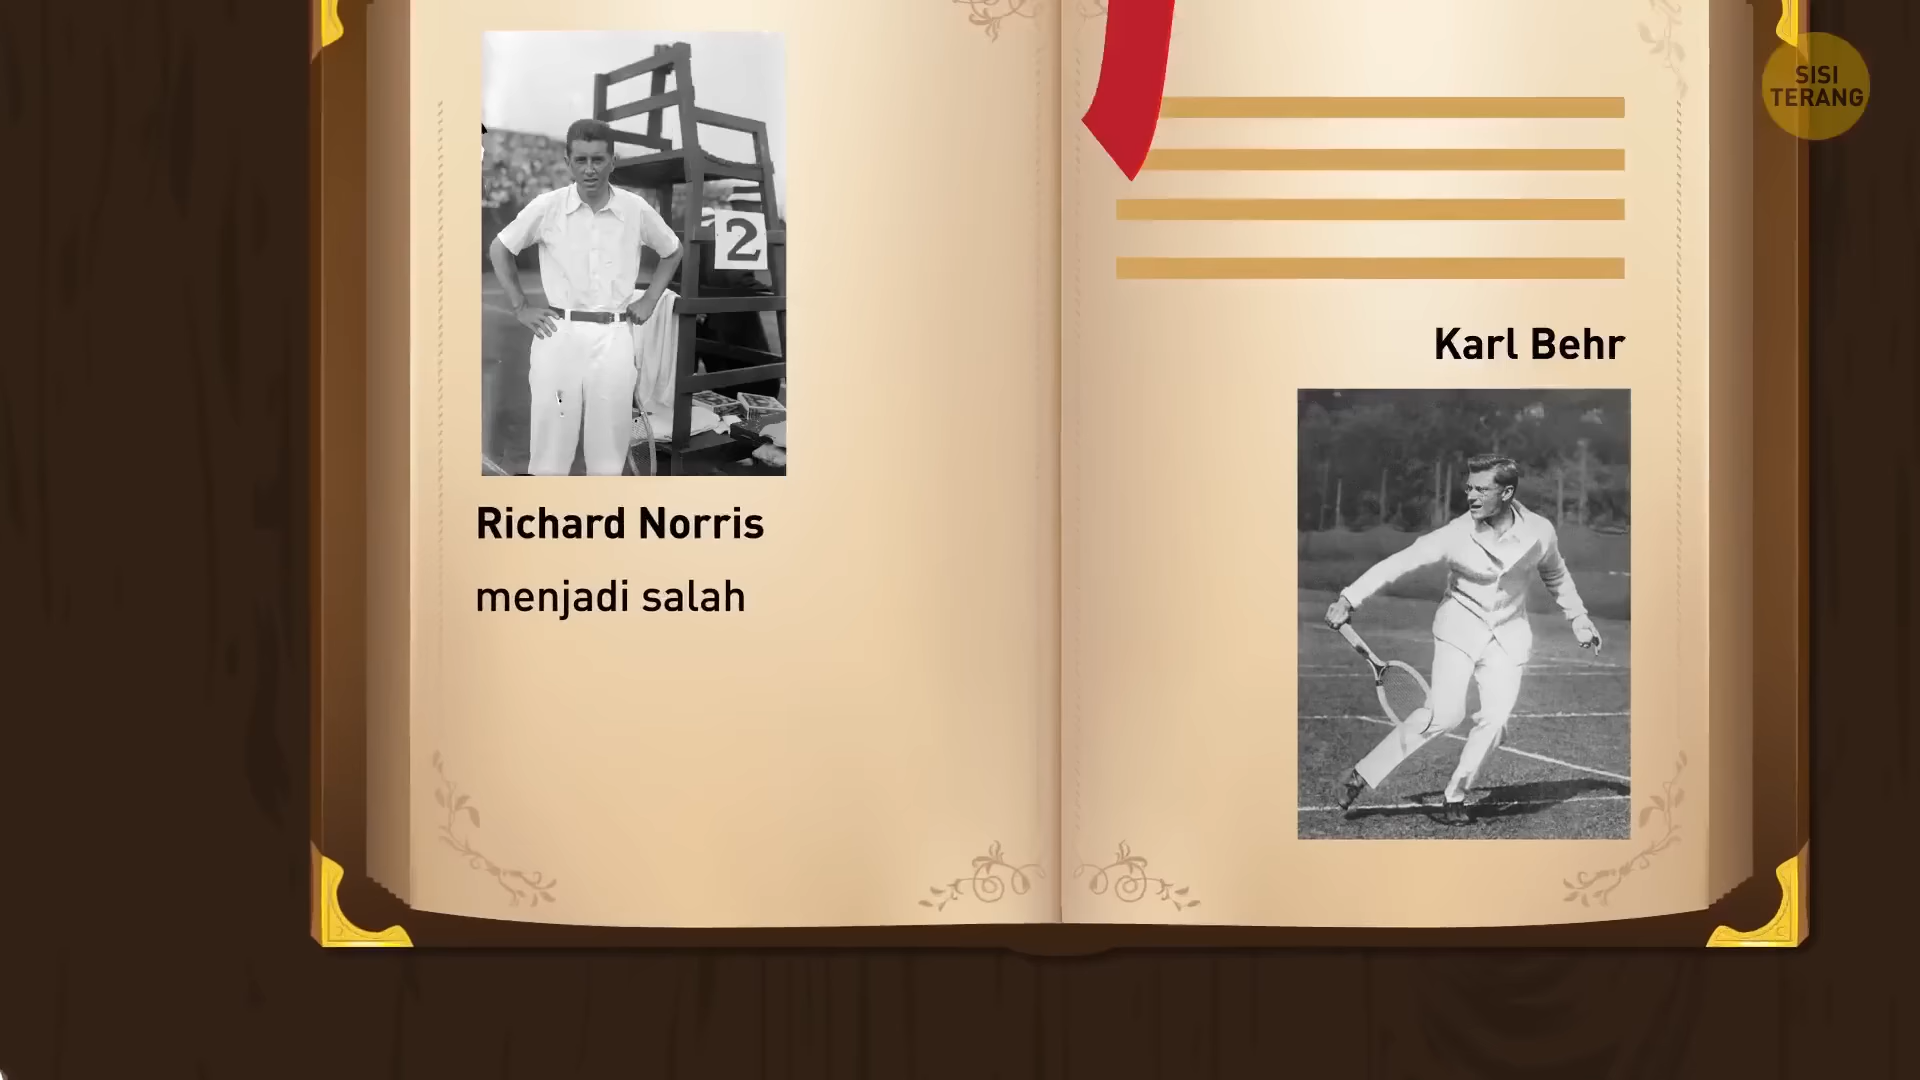 SISI
TERANG
2
Richard Norris
menjadi salah
Karl Behr